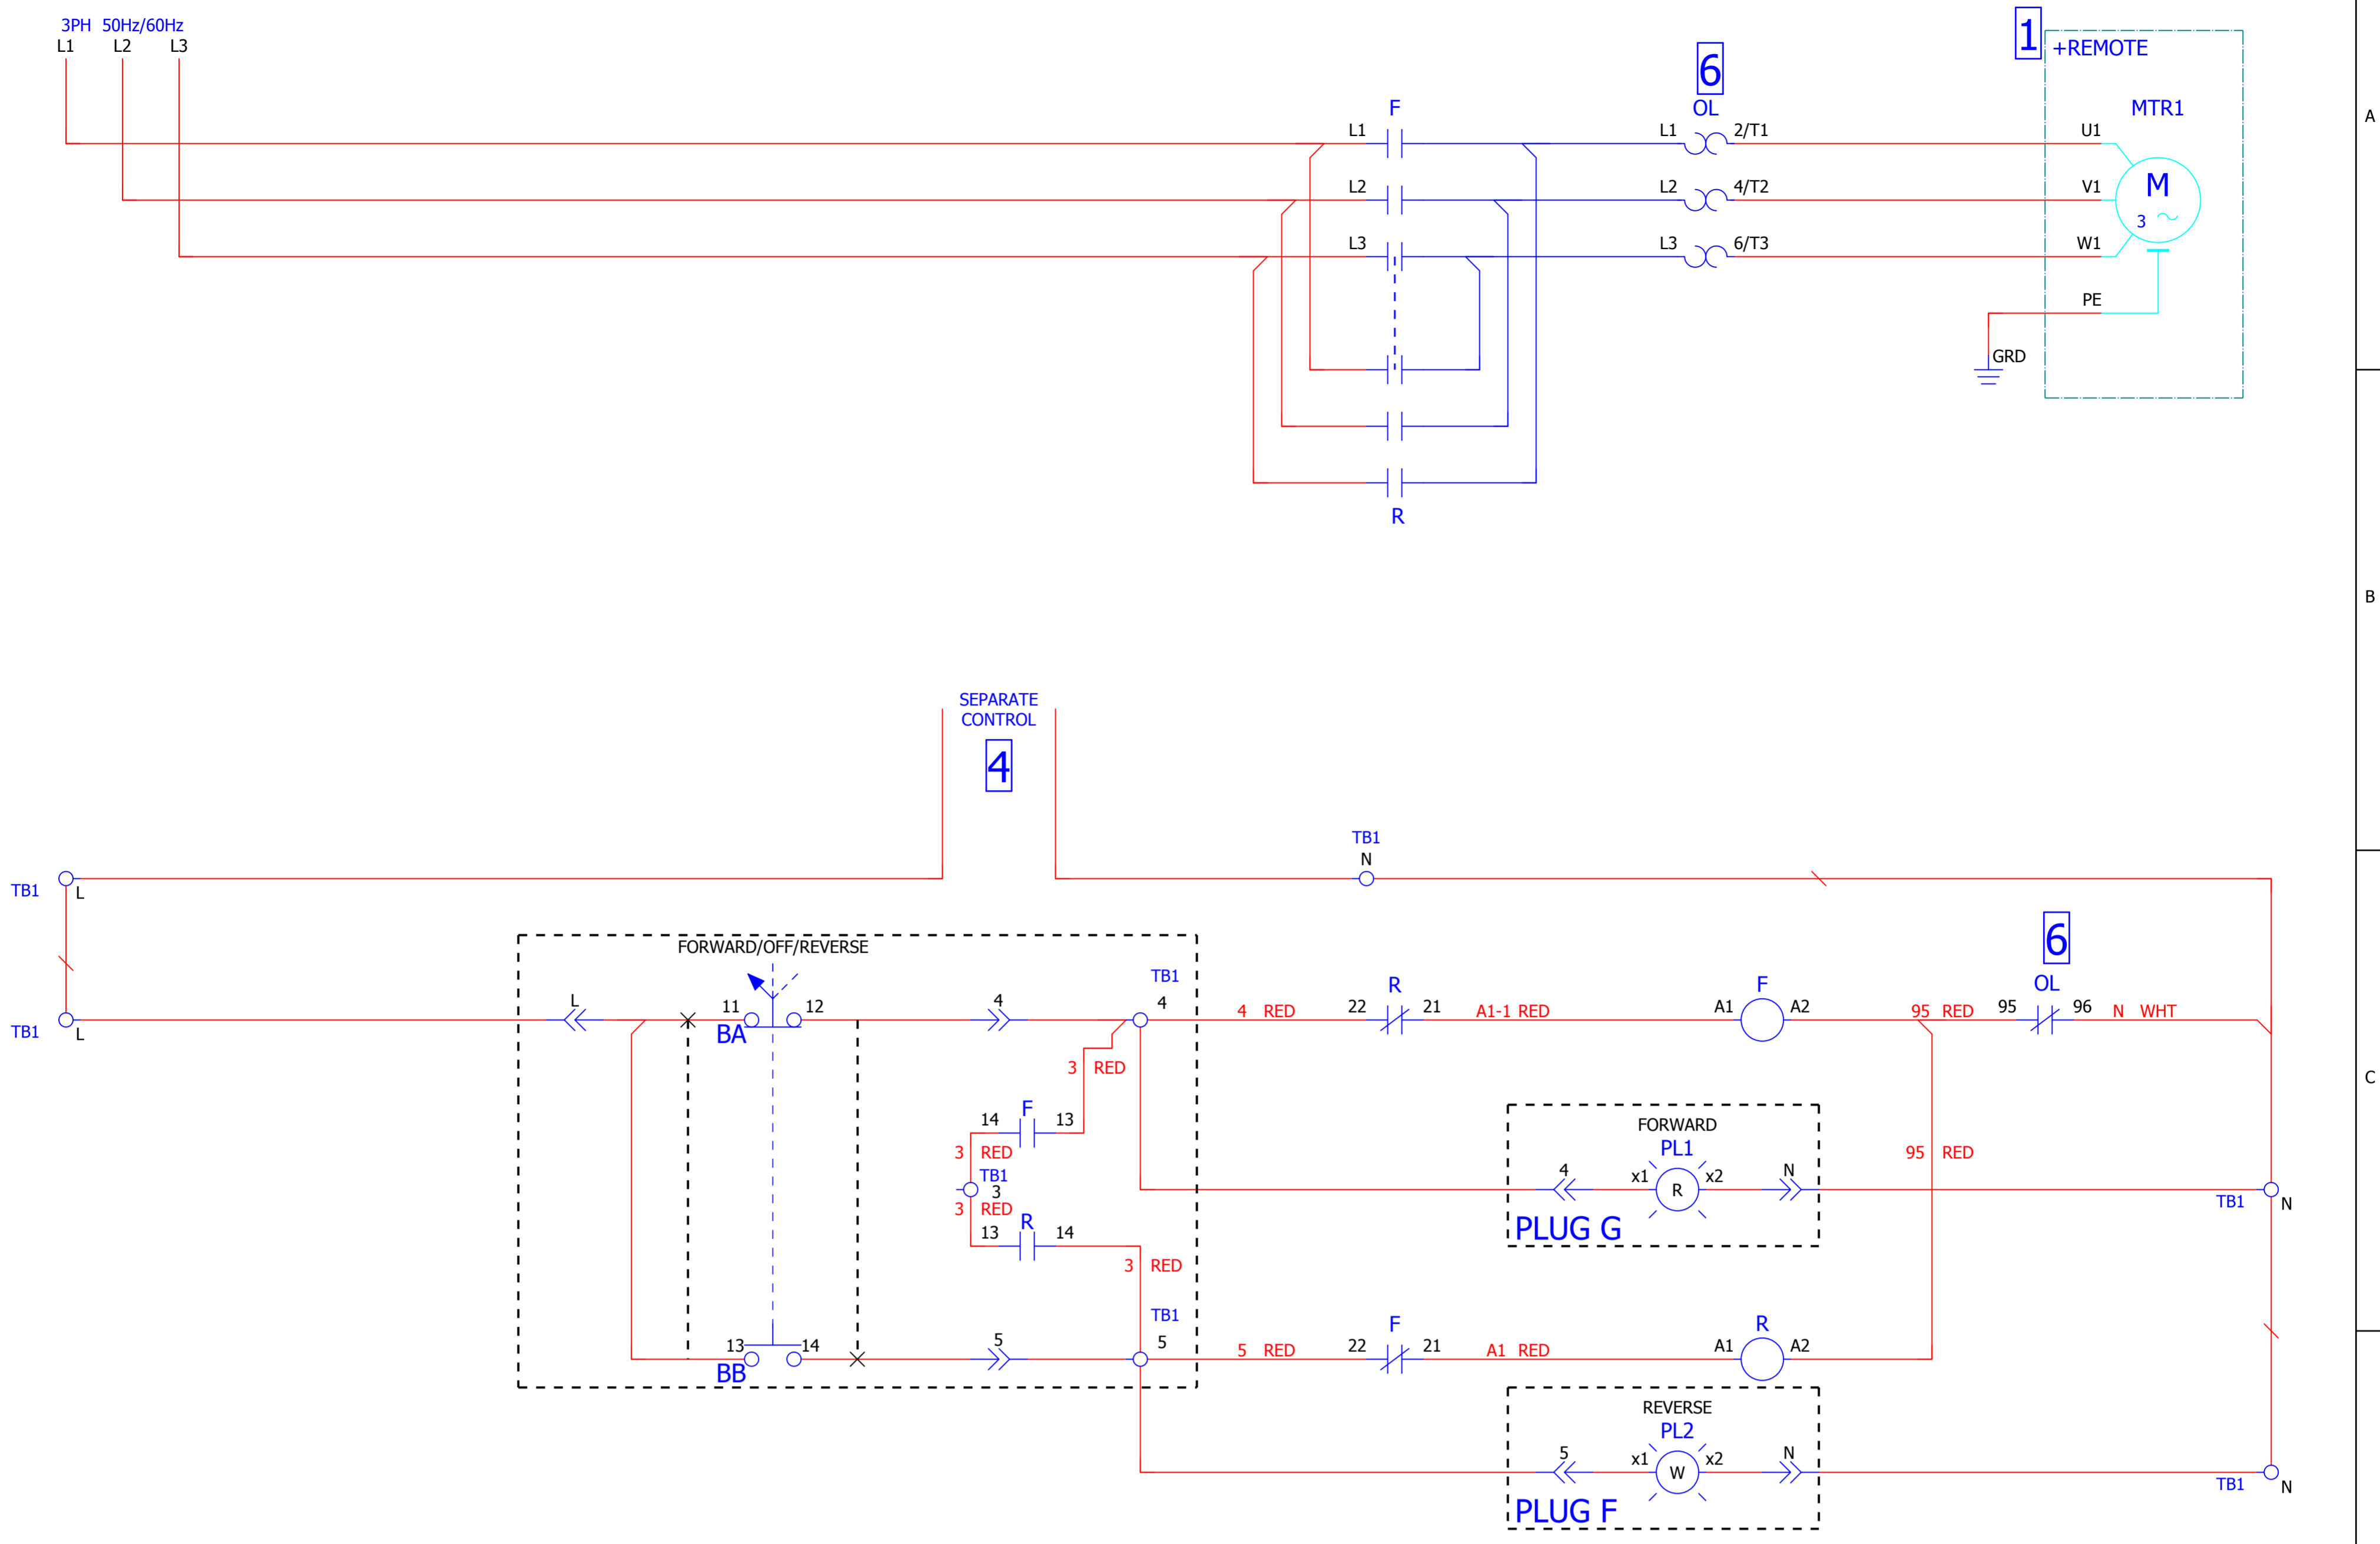 3PH 50Hz/60Hz
L1 L2 L3
1
+REMOTE
6
F
OL
MTR1
A
L1
L1 2/T1
U1
L2
L2 4/T2
V1
M
3
L3
L3 6/T3
W1
PE
GRD
R
B
SEPARATE
CONTROL
4
TB1
N
TB1
L
6
FORWARD/OFF/REVERSE
TB1
R
F
OL
L
11 12
4
4
4 RED
22 21
A1-1 RED
A1 A2
95 RED
95 96
N WHT
TB1
L
BA
3 RED
C
F
14 13
3 RED
TB1
3
3 RED
R
13 14
3 RED
FORWARD
PL1
4
x1 x2
R
N
PLUG G
95 RED
TB1
N
TB1
F
R
13 14
BB
5
5
5 RED
22 21
A1 RED
A1 A2
REVERSE
PL2
5
x1 x2
W
N
PLUG F
TB1
N